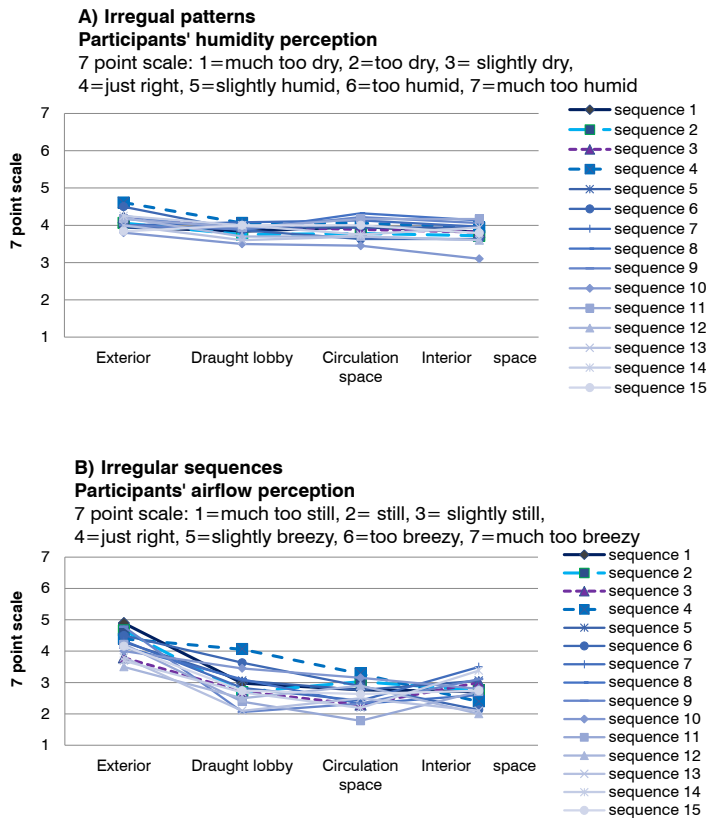 A) Irregual patterns
Participants' humidity perception
7 point scale: 1=much too dry, 2=too dry, 3= slightly dry,
4=just right, 5=slightly humid, 6=too humid, 7=much too humid
7 point scale
7
6
5
4
3
2
1
Exterior
Draught lobby
Circulation
space
Interior space
sequence 1
sequence 2
sequence 3
sequence 4
sequence 5
sequence 6
sequence 7
sequence 8
sequence 9
sequence 10
sequence 11
sequence 12
sequence 13
sequence 14
sequence 15
B) Irregular sequences
Participants' airflow perception
7 point scale: 1=much too still, 2= still, 3= slightly still,
4=just right, 5=slightly breezy, 6=too breezy, 7=much too breezy
7 point scale
7
6
5
4
3
2
1
Exterior
Draught lobby
Circulation
space
Interior space
sequence 1
sequence 2
sequence 3
sequence 4
sequence 5
sequence 6
sequence 7
sequence 8
sequence 9
sequence 10
sequence 11
sequence 12
sequence 13
sequence 14
sequence 15